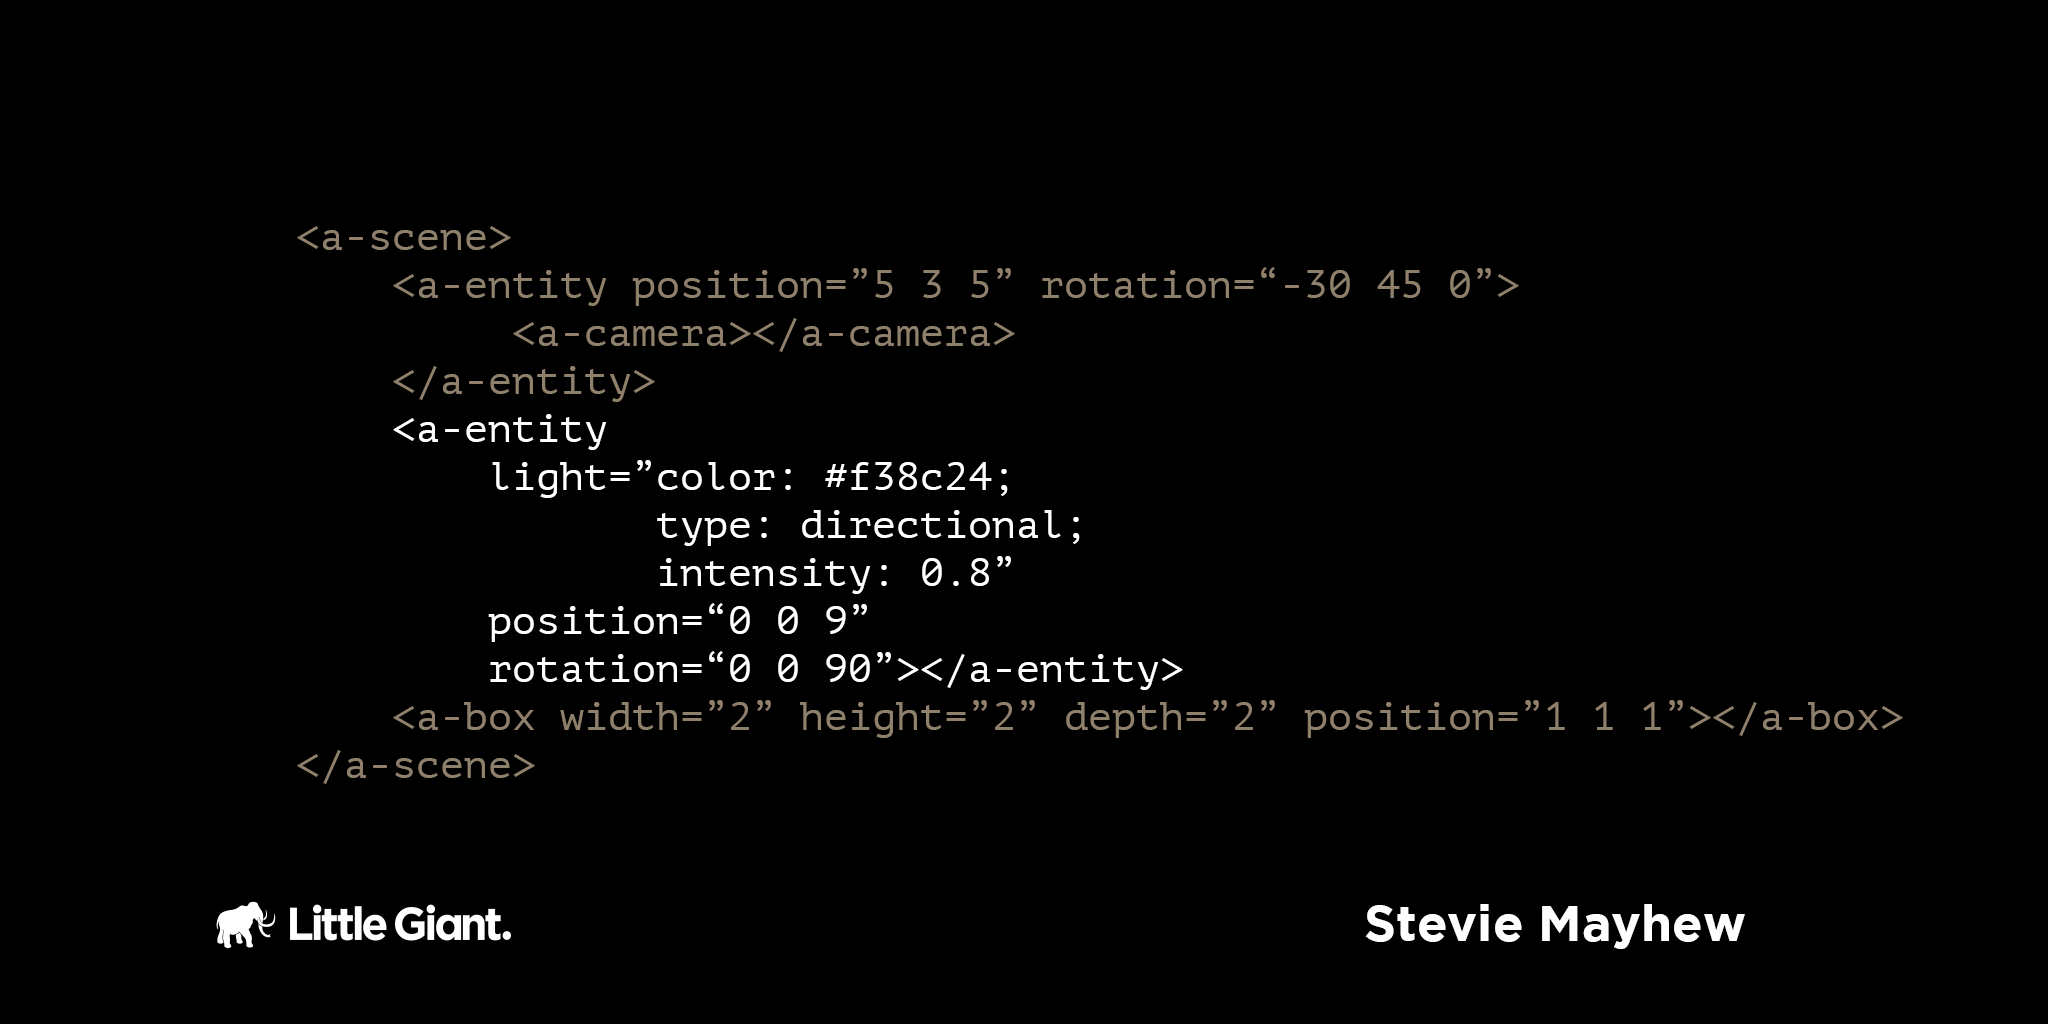 <a-scene>
<a-entity position=”5 3 5” rotation=“-30 45 0”>
<a-camera></a-camera>
</a-entity>
<a-entity
light=”color: #f38c24;
type: directional;
intensity: 0.8”
position=“0 0 9”
rotation=“0 0 90”></a-entity>
<a-box width=”2” height=”2” depth=”2” position=”1 1 1”></a-box>
</a-scene>
Little Giant.
Stevie Mayhew